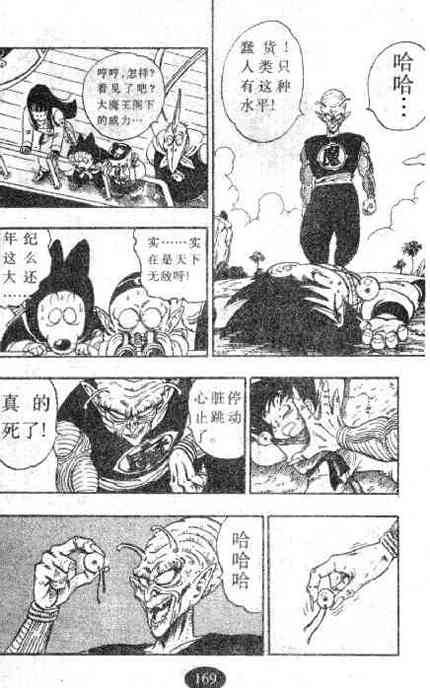 哈
哈
…
蠢货！
人类只
有这种
水平！
魔
哼哼,怎样?
看见了吧?
大魔王阁下
的威力…
实……实
在是天下
无敌呀!
年纪
这么
大还
……
心脏停
止跳动
了。
真的
死了!
哈
哈
哈
169